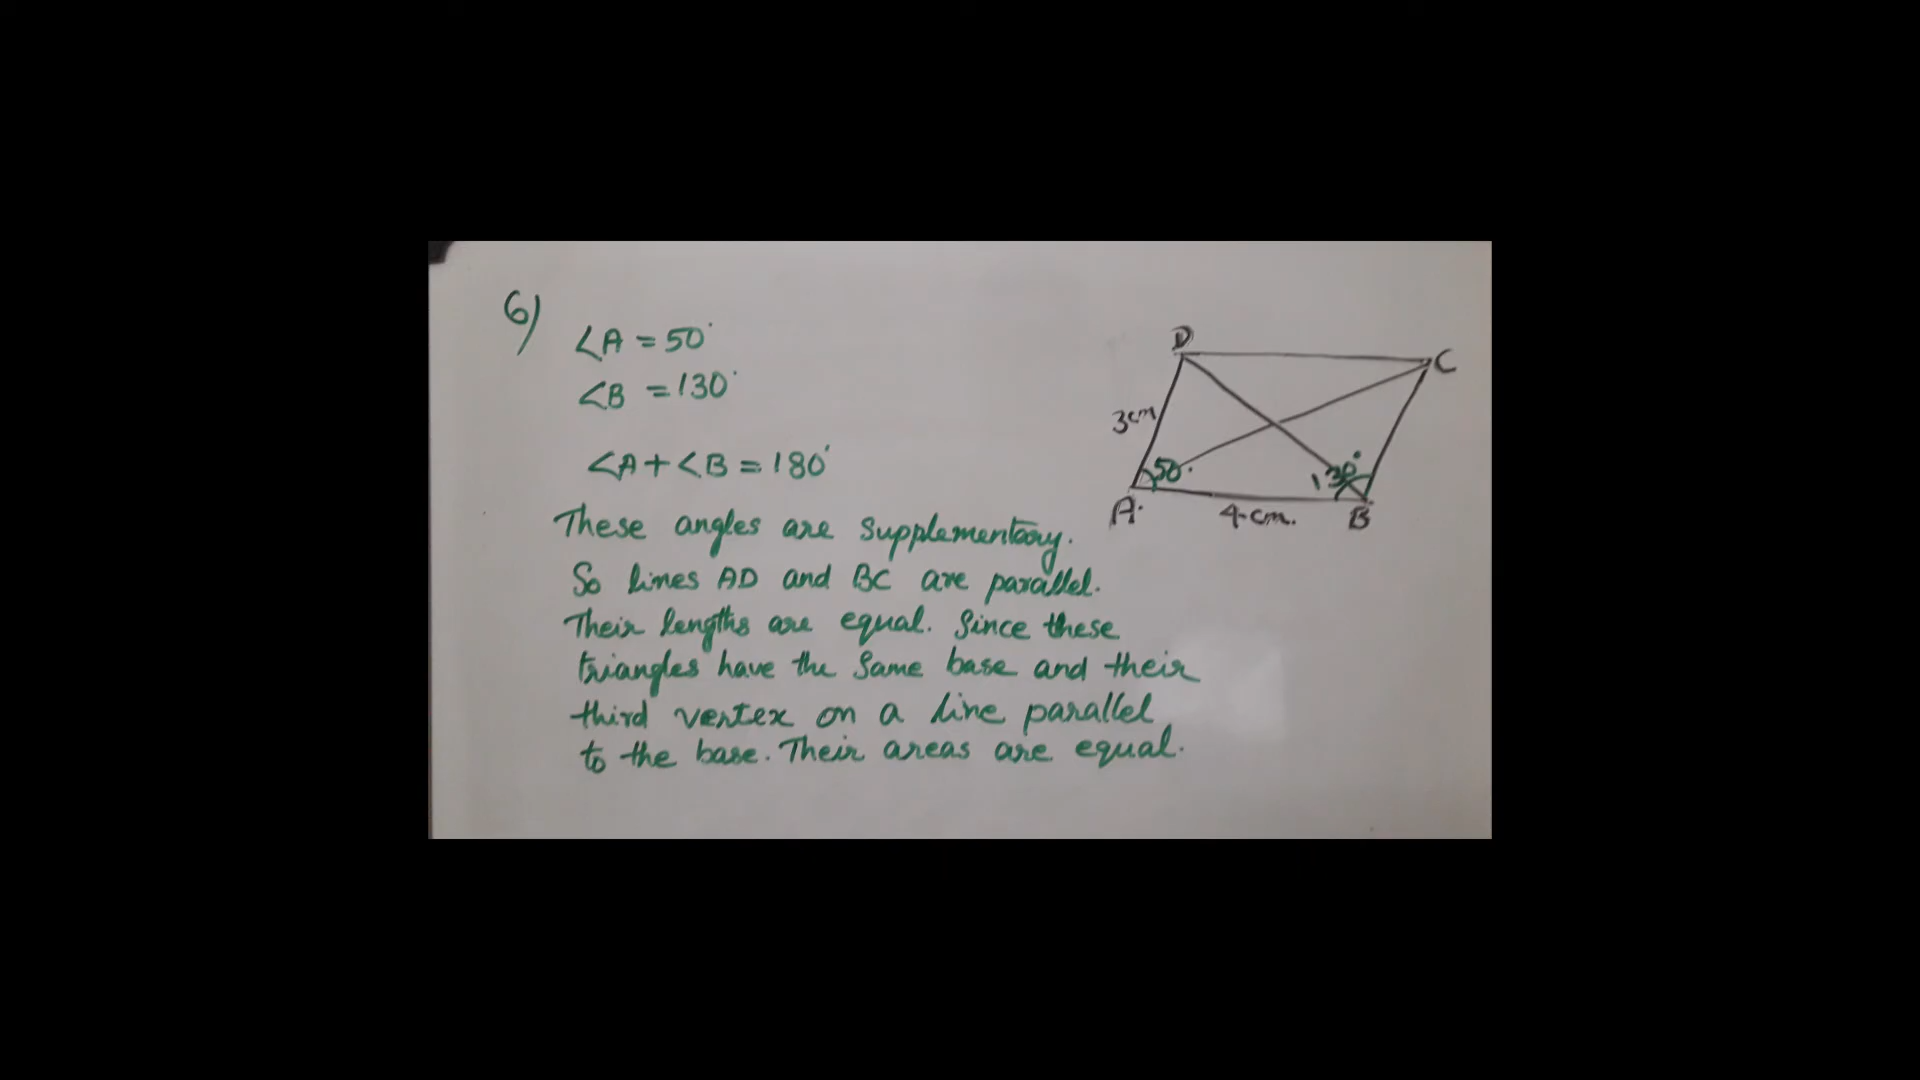 6)
∠A = 50°
∠B = 130°
∠A + ∠B = 180°
These angles are Supplementary.
So lines AD and BC are parallel.
Their lengths are equal. Since these
triangles have the same base and their
third vertex on a line parallel
to the base. Their areas are equal.
D
C
3cm
50°
130°
A
4cm.
B